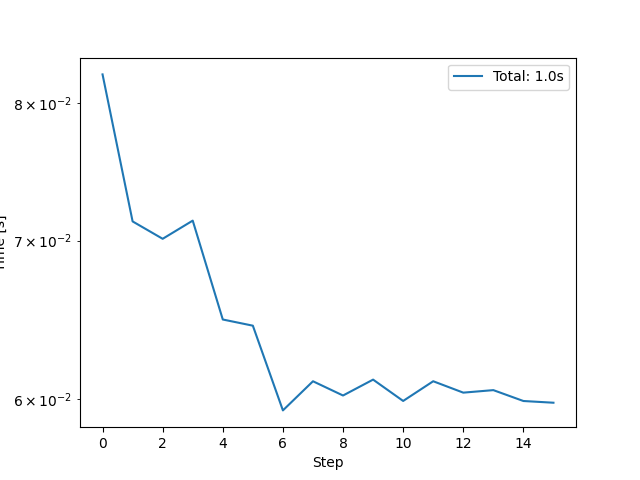 Total: 1.0s
8 × 10⁻²
7 × 10⁻²
6 × 10⁻²
Time [s]
0 2 4 6 8 10 12 14
Step